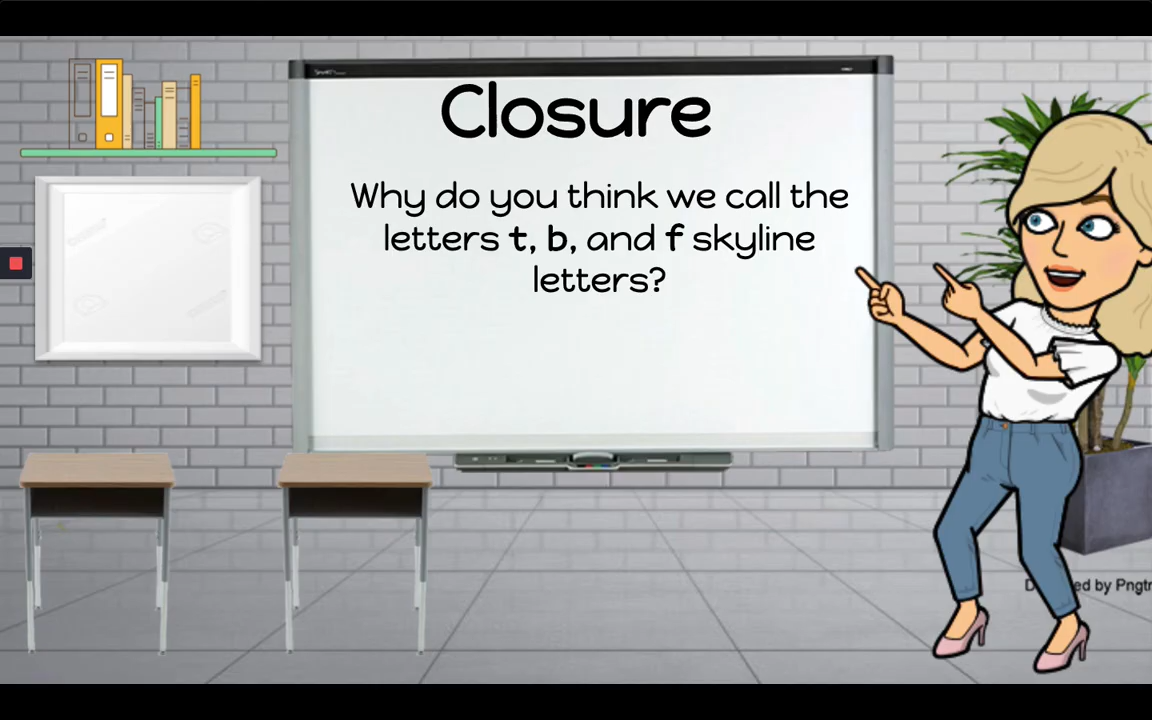 Closure
Why do you think we call the
letters t, b, and f skyline
letters?